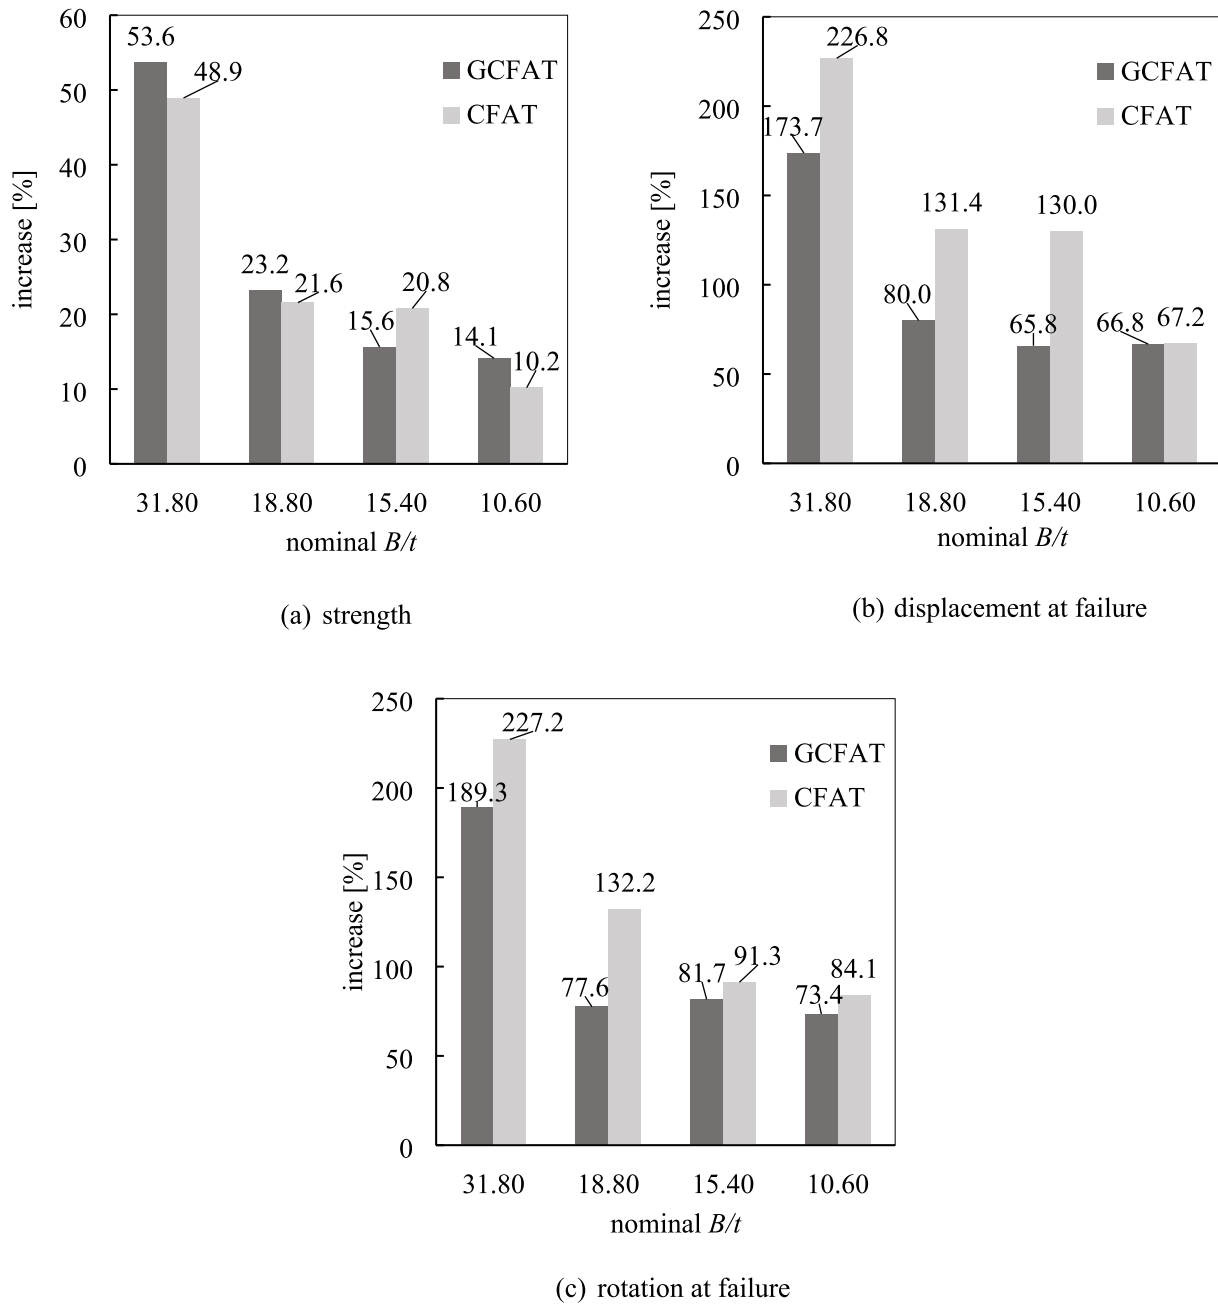 60
50
40
30
20
10
0
increase [%]
53.6
48.9
23.2
21.6
15.6
20.8
14.1
10.2
GCFAT
CFAT
31.80 18.80 15.40 10.60
nominal B/t
(a) strength
250
200
150
100
50
0
increase [%]
173.7
226.8
80.0
131.4
65.8
130.0
66.8
67.2
GCFAT
CFAT
31.80 18.80 15.40 10.60
nominal B/t
(b) displacement at failure
250
200
150
100
50
0
increase [%]
189.3
227.2
77.6
132.2
81.7
91.3
73.4
84.1
GCFAT
CFAT
31.80 18.80 15.40 10.60
nominal B/t
(c) rotation at failure